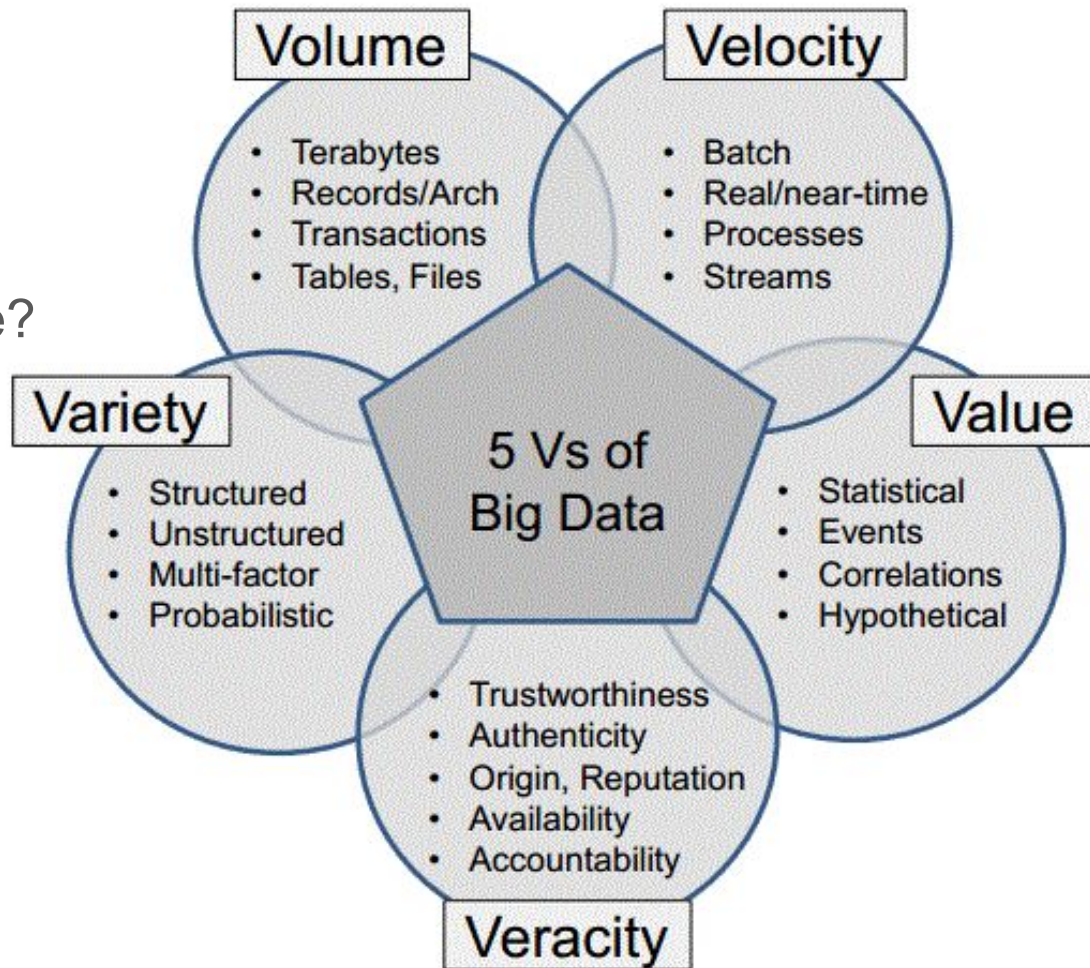 Volume
• Terabytes
• Records/Arch
• Transactions
• Tables, Files
Velocity
• Batch
• Real/near-time
• Processes
• Streams
e?
Variety
• Structured
• Unstructured
• Multi-factor
• Probabilistic
5 Vs of
Big Data
Value
• Statistical
• Events
• Correlations
• Hypothetical
• Trustworthiness
• Authenticity
• Origin, Reputation
• Availability
• Accountability
Veracity